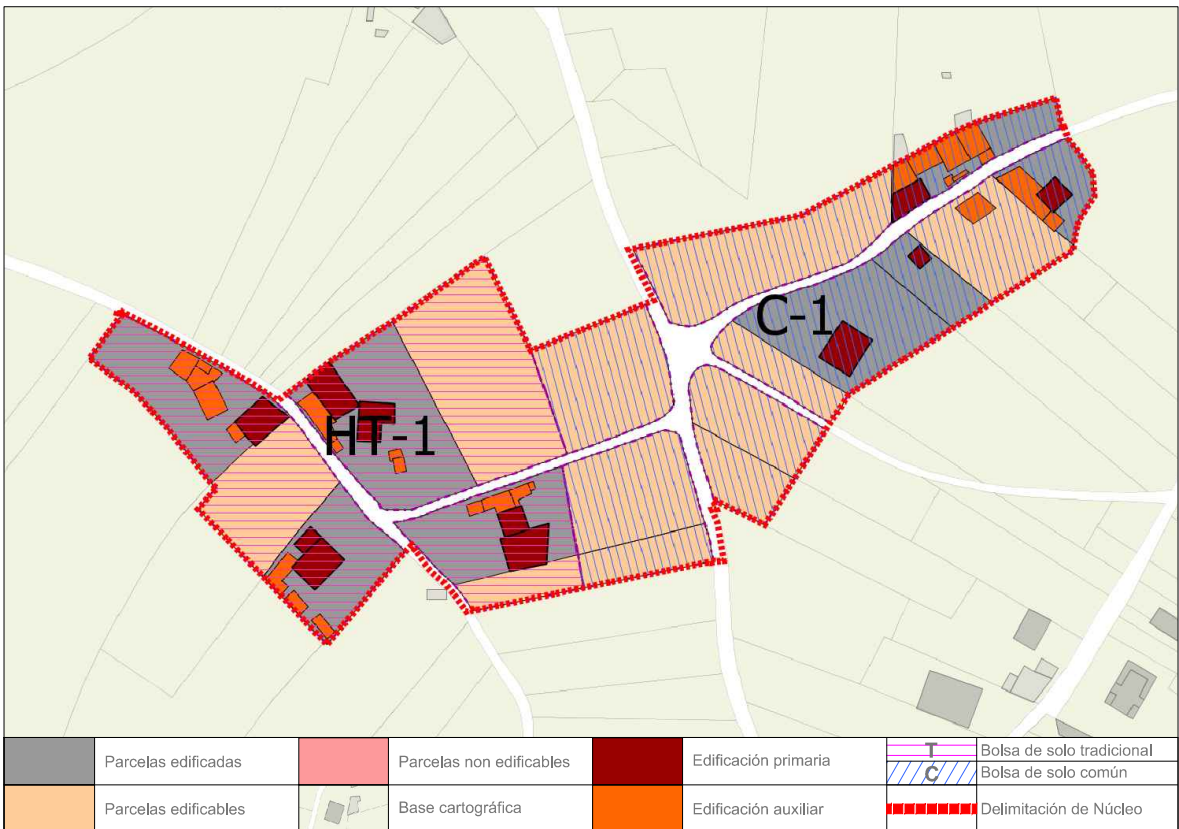 C-1
HT-1
Parcelas edificadas
Parcelas non edificables
Edificación primaria
T
Bolsa de solo tradicional
C
Bolsa de solo común
Parcelas edificables
Base cartográfica
Edificación auxiliar
Delimitación de Núcleo